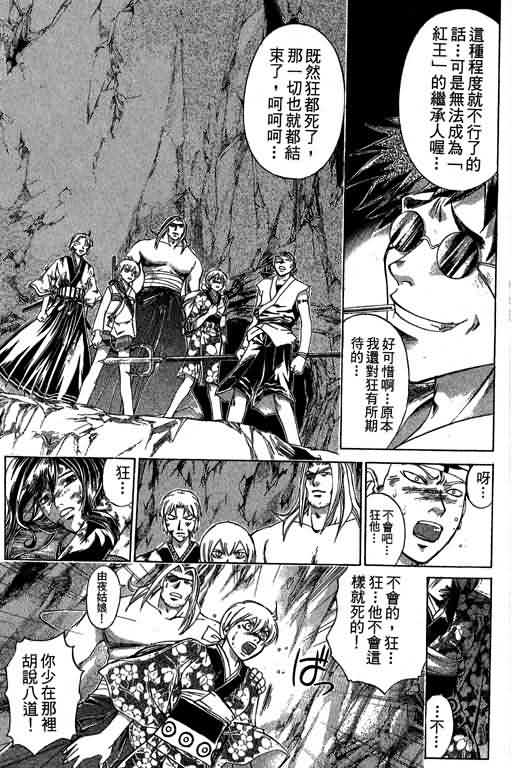 這種程度就不行了的
話…可是無法成為「
紅王」的繼承人喔…
既然狂都死了，
那一切也就都結
束了，呵呵呵…
好可惜啊…原本
我還對狂有所期
待的…
呀…
不會吧…
狂他…
狂…
…不…
不會的，狂
狂…他不會這
樣就死的！
由夜姑娘！
你少在那裡
胡說八道！